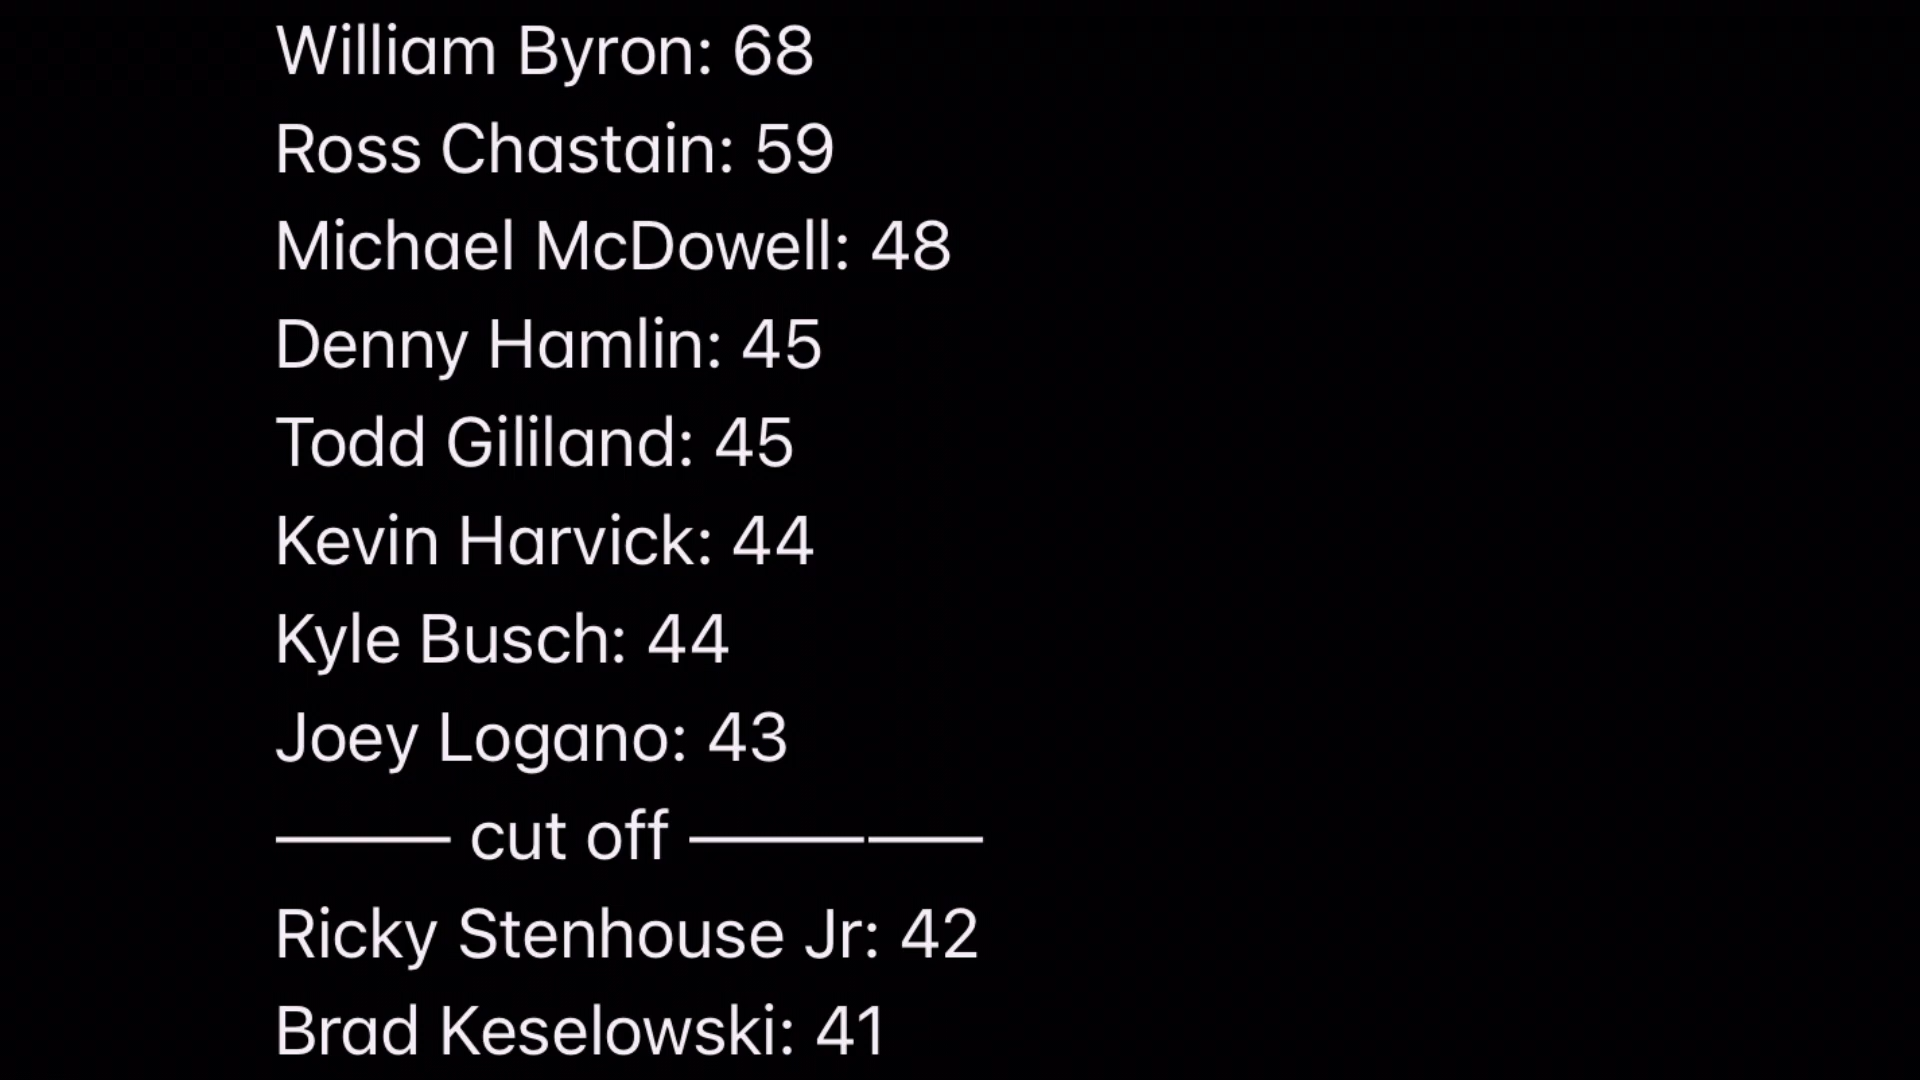 William Byron: 68
Ross Chastain: 59
Michael McDowell: 48
Denny Hamlin: 45
Todd Gililand: 45
Kevin Harvick: 44
Kyle Busch: 44
Joey Logano: 43
——— cut off —————
Ricky Stenhouse Jr: 42
Brad Keselowski: 41